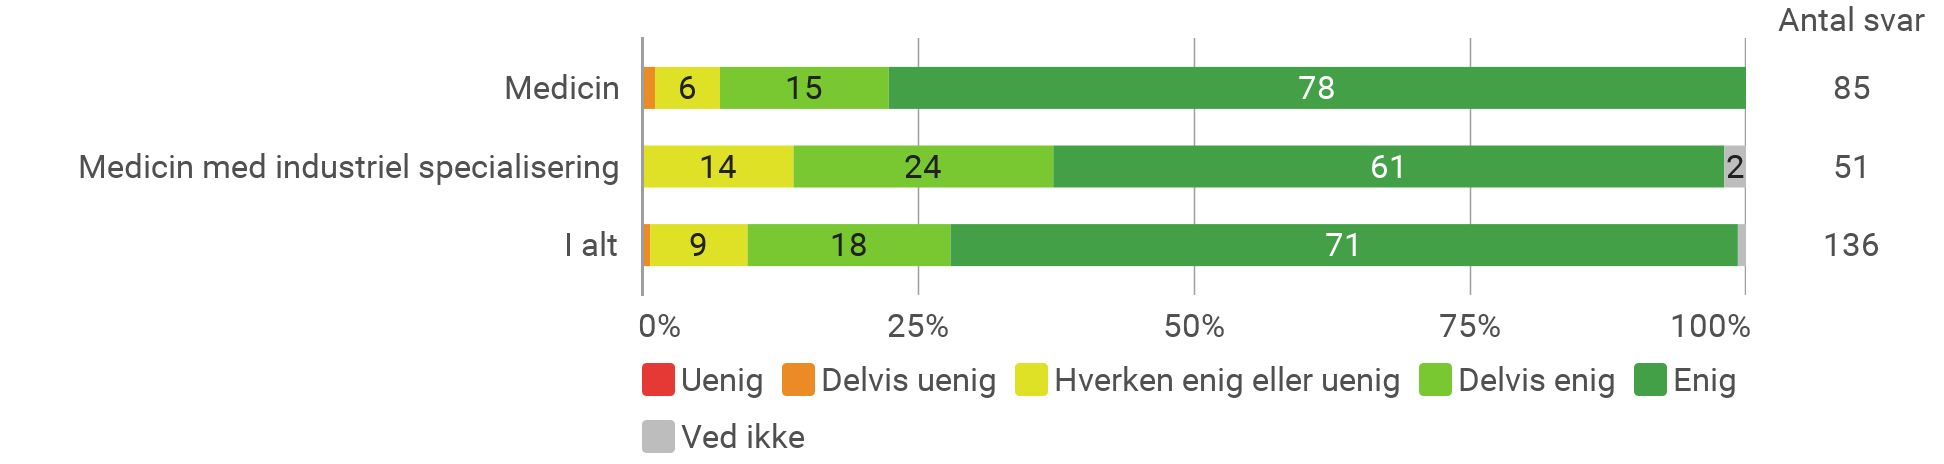 Antal svar
Medicin 6 15 78 85
Medicin med industriel specialisering 14 24 61 2 51
I alt 9 18 71 136
0% 25% 50% 75% 100%
Uenig Delvis uenig Hverken enig eller uenig Delvis enig Enig
Ved ikke